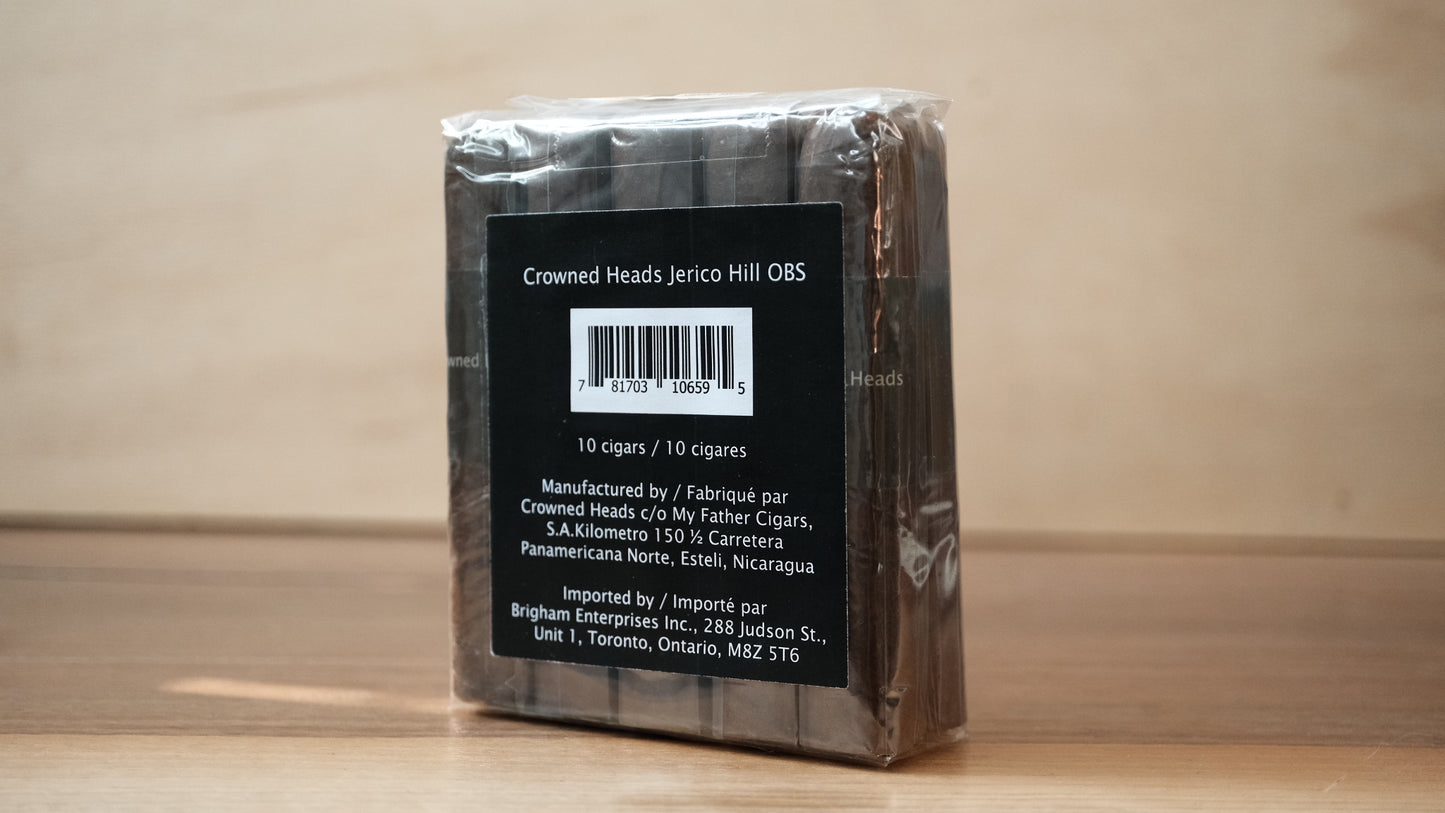 Crowned Heads Jerico Hill OBS
7 81703 10659 5
10 cigars / 10 cigares
Manufactured by / Fabriqué par
Crowned Heads c/o My Father Cigars,
S.A.Kilometro 150 ½ Carretera
Panamericana Norte, Esteli, Nicaragua
Imported by / Importé par
Brigham Enterprises Inc., 288 Judson St.,
Unit 1, Toronto, Ontario, M8Z 5T6
Heads